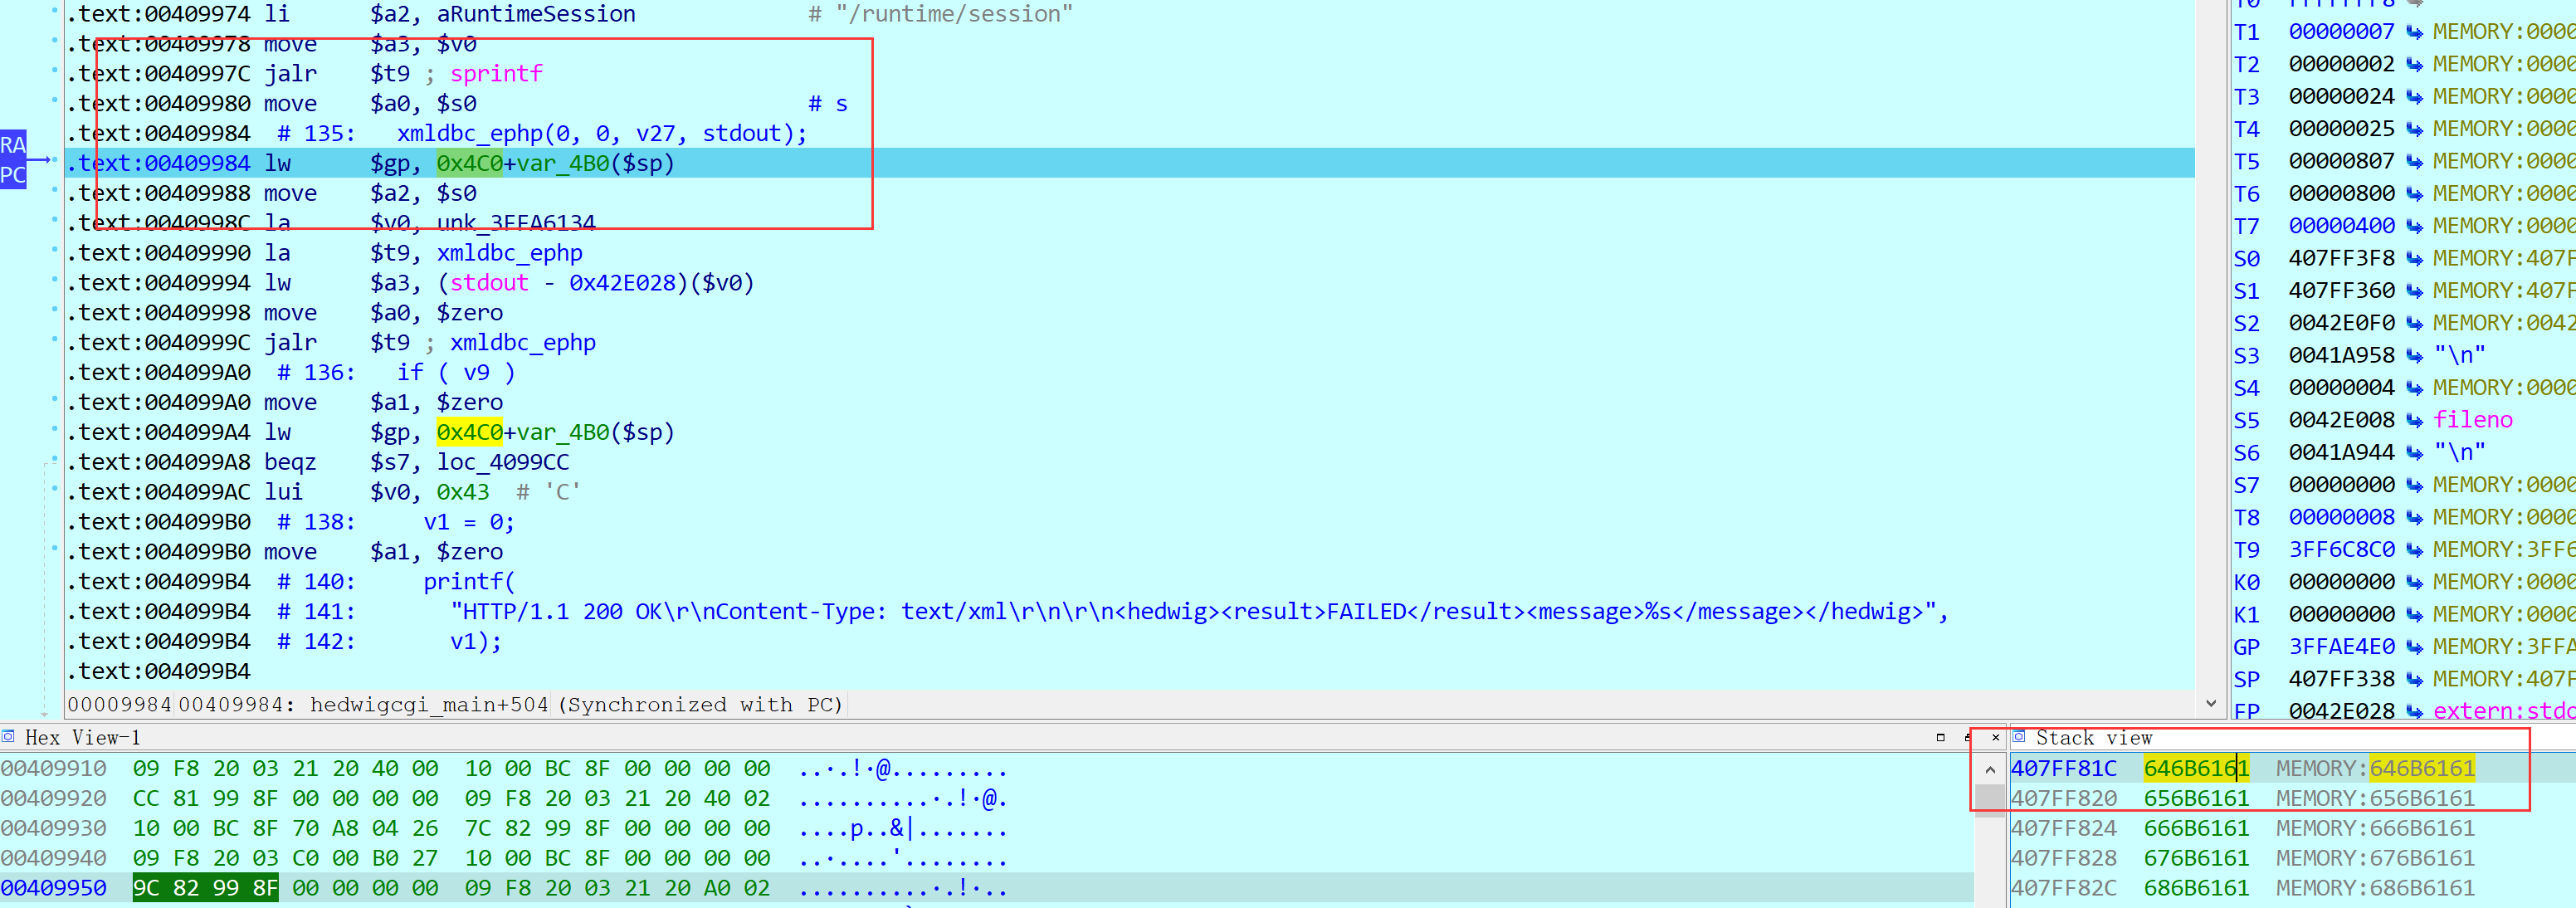 .text:00409974 li $a2, aRuntimeSession # "/runtime/session"
.text:00409978 move $a3, $v0
.text:0040997C jalr $t9 ; sprintf
.text:00409980 move $a0, $s0 # s
.text:00409984 # 135: xmldbc_ephp(0, 0, v27, stdout);
.text:00409984 lw $gp, 0x4C0+var_4B0($sp)
.text:00409988 move $a2, $s0
.text:0040998C la $v0, unk_3FFA6134
.text:00409990 la $t9, xmldbc_ephp
.text:00409994 lw $a3, (stdout - 0x42E028)($v0)
.text:00409998 move $a0, $zero
.text:0040999C jalr $t9 ; xmldbc_ephp
.text:004099A0 # 136: if ( v9 )
.text:004099A0 move $a1, $zero
.text:004099A4 lw $gp, 0x4C0+var_4B0($sp)
.text:004099A8 beqz $s7, loc_4099CC
.text:004099AC lui $v0, 0x43 # 'C'
.text:004099B0 # 138: v1 = 0;
.text:004099B0 move $a1, $zero
.text:004099B4 # 140: printf(
.text:004099B4 # 141: "HTTP/1.1 200 OK\r\nContent-Type: text/xml\r\n\r\n<hedwig><result>FAILED</result><message>%s</message></hedwig>",
.text:004099B4 # 142: v1);
.text:004099B4
00009984 00409984: hedwigcgi_main+504 (Synchronized with PC)
RA
PC
T1 00000007 MEMORY:0000
T2 00000002 MEMORY:0000
T3 00000024 MEMORY:0000
T4 00000025 MEMORY:0000
T5 00000807 MEMORY:0000
T6 00000800 MEMORY:0000
T7 00000400 MEMORY:0000
S0 407FF3F8 MEMORY:407F
S1 407FF360 MEMORY:407F
S2 0042E0F0 MEMORY:0042
S3 0041A958 "\n"
S4 00000004 MEMORY:0000
S5 0042E008 fileno
S6 0041A944 "\n"
S7 00000000 MEMORY:0000
T8 00000008 MEMORY:0000
T9 3FF6C8C0 MEMORY:3FF6
K0 00000000 MEMORY:0000
K1 00000000 MEMORY:0000
GP 3FFAE4E0 MEMORY:3FFA
SP 407FF338 MEMORY:407F
FP 0042E028 extern:stdo
Hex View-1
00409910 09 F8 20 03 21 20 40 00 10 00 BC 8F 00 00 00 00 ..·.!·@.........
00409920 CC 81 99 8F 00 00 00 00 09 F8 20 03 21 20 40 02 ..........·.!·@.
00409930 10 00 BC 8F 70 A8 04 26 7C 82 99 8F 00 00 00 00 ....p..&|.......
00409940 09 F8 20 03 C0 00 B0 27 10 00 BC 8F 00 00 00 00 ..·....'........
00409950 9C 82 99 8F 00 00 00 00 09 F8 20 03 21 20 A0 02 ..........·.!·..
Stack view
407FF81C 646B6161 MEMORY:646B6161
407FF820 656B6161 MEMORY:656B6161
407FF824 666B6161 MEMORY:666B6161
407FF828 676B6161 MEMORY:676B6161
407FF82C 686B6161 MEMORY:686B6161